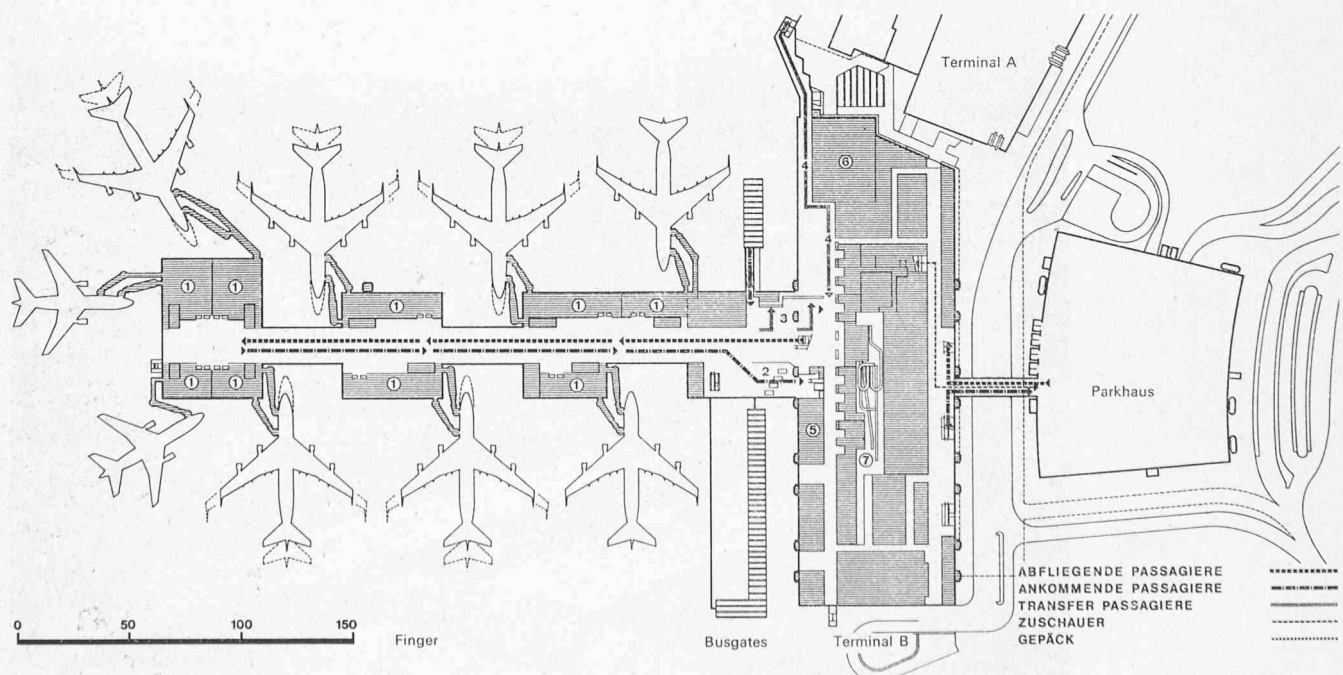 Terminal A
4
6
4
1
1
1
1
1
3
2
1
1
1
1
5
7
Parkhaus
ABFLIEGENDE PASSAGIERE
ANKOMMENDE PASSAGIERE
TRANSFER PASSAGIERE
ZUSCHAUER
GEPÄCK
0 50 100 150
Finger
Busgates
Terminal B